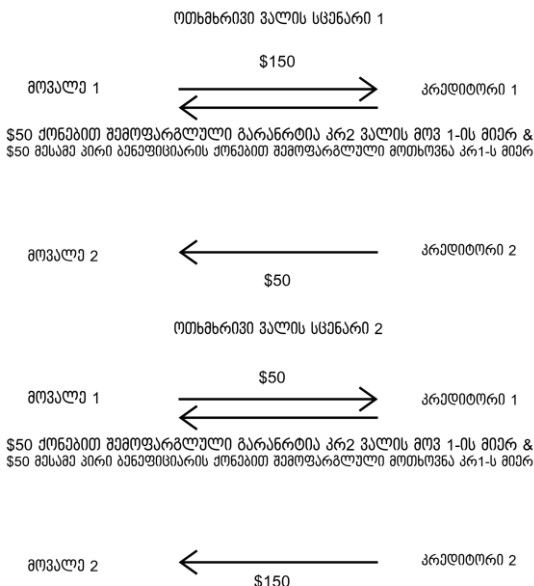 ოთხმხრივი ვალის სცენარი 1
$150
მოვალე 1
კრედიტორი 1
$50 ქონებით შემოფარგლული გარანრტია კრ2 ვალის მოვ 1-ის მიერ &
$50 მესამე პირი ბენეფიციარის ქონებით შემოფარგლული მოთხოვნა კრ1-ს მიერ
მოვალე 2
კრედიტორი 2
$50
ოთხმხრივი ვალის სცენარი 2
$50
მოვალე 1
კრედიტორი 1
$50 ქონებით შემოფარგლული გარანრტია კრ2 ვალის მოვ 1-ის მიერ &
$50 მესამე პირი ბენეფიციარის ქონებით შემოფარგლული მოთხოვნა კრ1-ს მიერ
მოვალე 2
კრედიტორი 2
$150